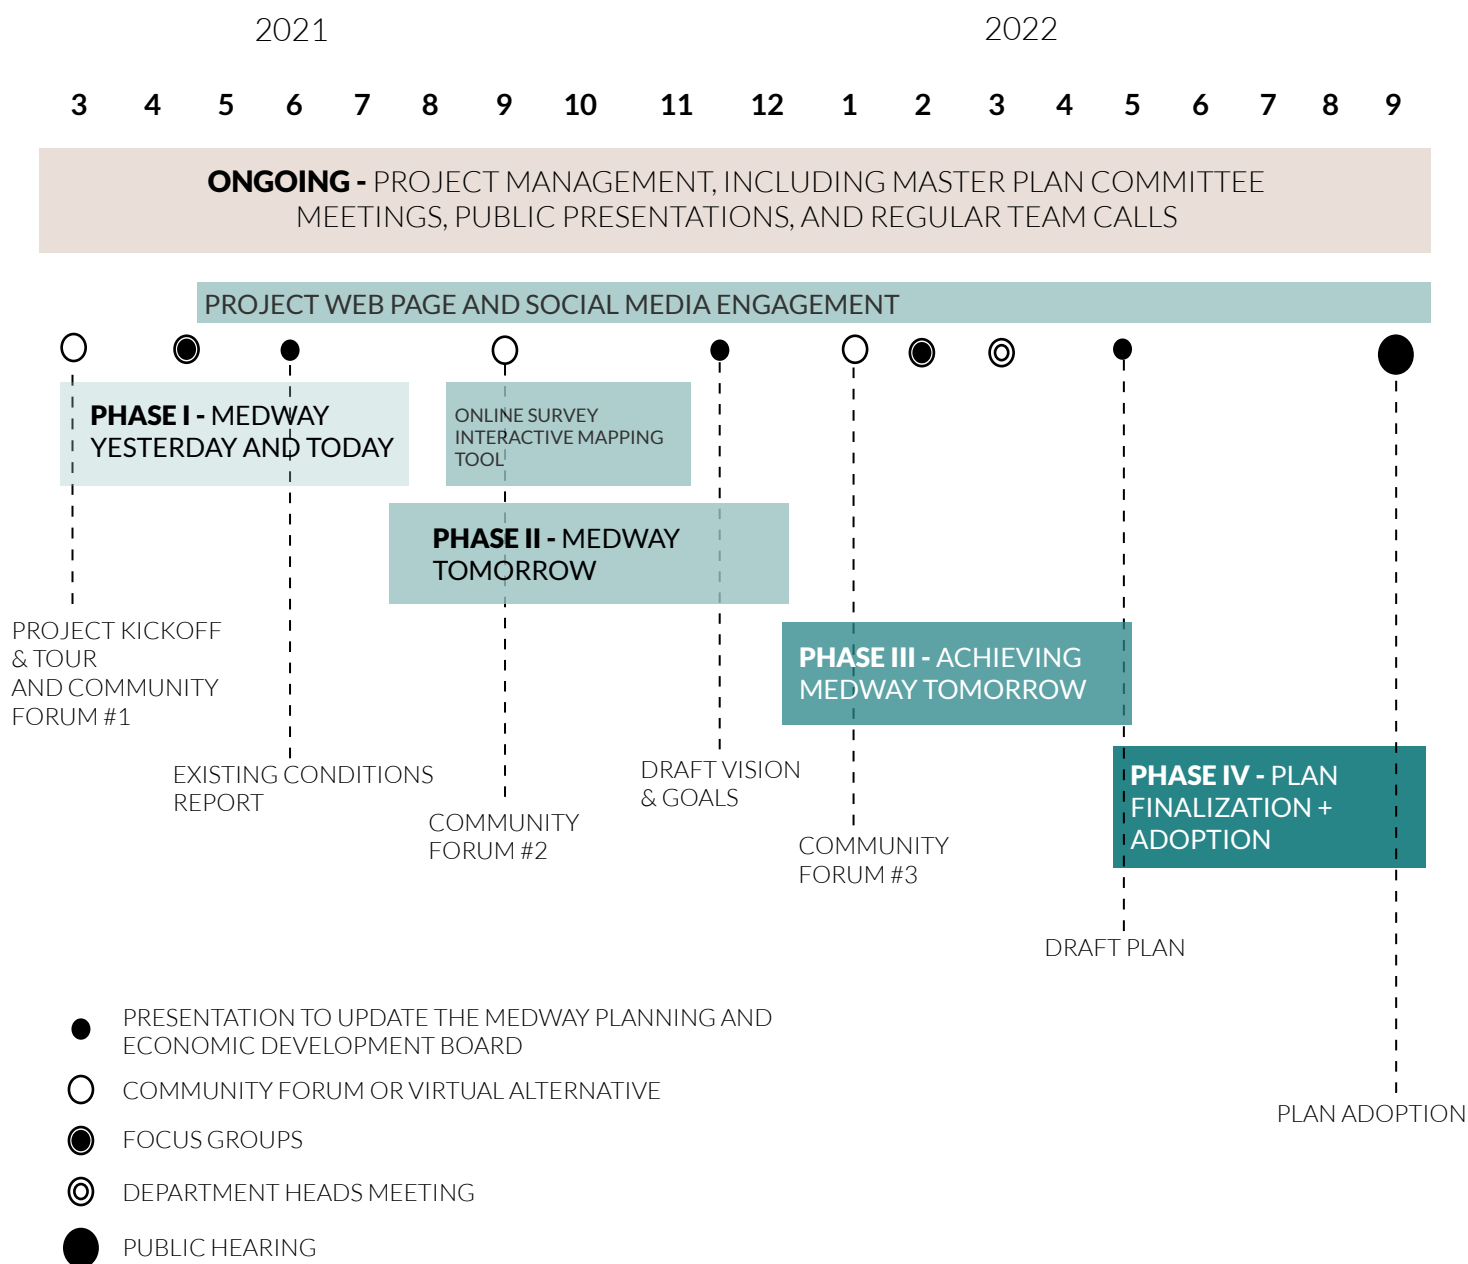 2021
2022
3 4 5 6 7 8 9 10 11 12 1 2 3 4 5 6 7 8 9
ONGOING - PROJECT MANAGEMENT, INCLUDING MASTER PLAN COMMITTEE
MEETINGS, PUBLIC PRESENTATIONS, AND REGULAR TEAM CALLS
PROJECT WEB PAGE AND SOCIAL MEDIA ENGAGEMENT
PHASE I - MEDWAY
YESTERDAY AND TODAY
ONLINE SURVEY
INTERACTIVE MAPPING
TOOL
PHASE II - MEDWAY
TOMORROW
PROJECT KICKOFF
& TOUR
AND COMMUNITY
FORUM #1
PHASE III - ACHIEVING
MEDWAY TOMORROW
EXISTING CONDITIONS
REPORT
DRAFT VISION
& GOALS
PHASE IV - PLAN
FINALIZATION +
ADOPTION
COMMUNITY
FORUM #2
COMMUNITY
FORUM #3
DRAFT PLAN
PRESENTATION TO UPDATE THE MEDWAY PLANNING AND
ECONOMIC DEVELOPMENT BOARD
COMMUNITY FORUM OR VIRTUAL ALTERNATIVE
PLAN ADOPTION
FOCUS GROUPS
DEPARTMENT HEADS MEETING
PUBLIC HEARING